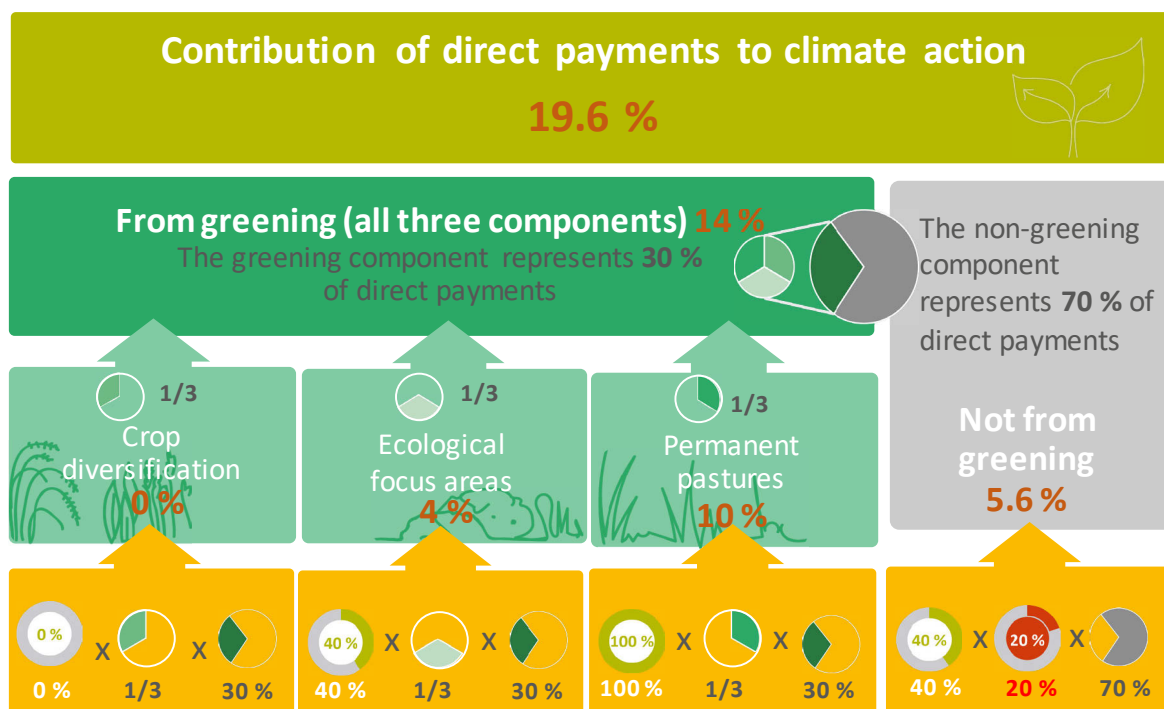 Contribution of direct payments to climate action
19.6 %
From greening (all three components) 14 %
The greening component represents 30 %
of direct payments
The non-greening
component
represents 70 % of
direct payments
1/3
Crop
diversification
0 %
1/3
Ecological
focus areas
4 %
1/3
Permanent
pastures
10 %
Not from
greening
5.6 %
0 %
X
X
0 %
1/3
30 %
40 %
X
X
40 %
1/3
30 %
100 %
X
X
100 %
1/3
30 %
40 %
X
20 %
X
40 %
20 %
70 %